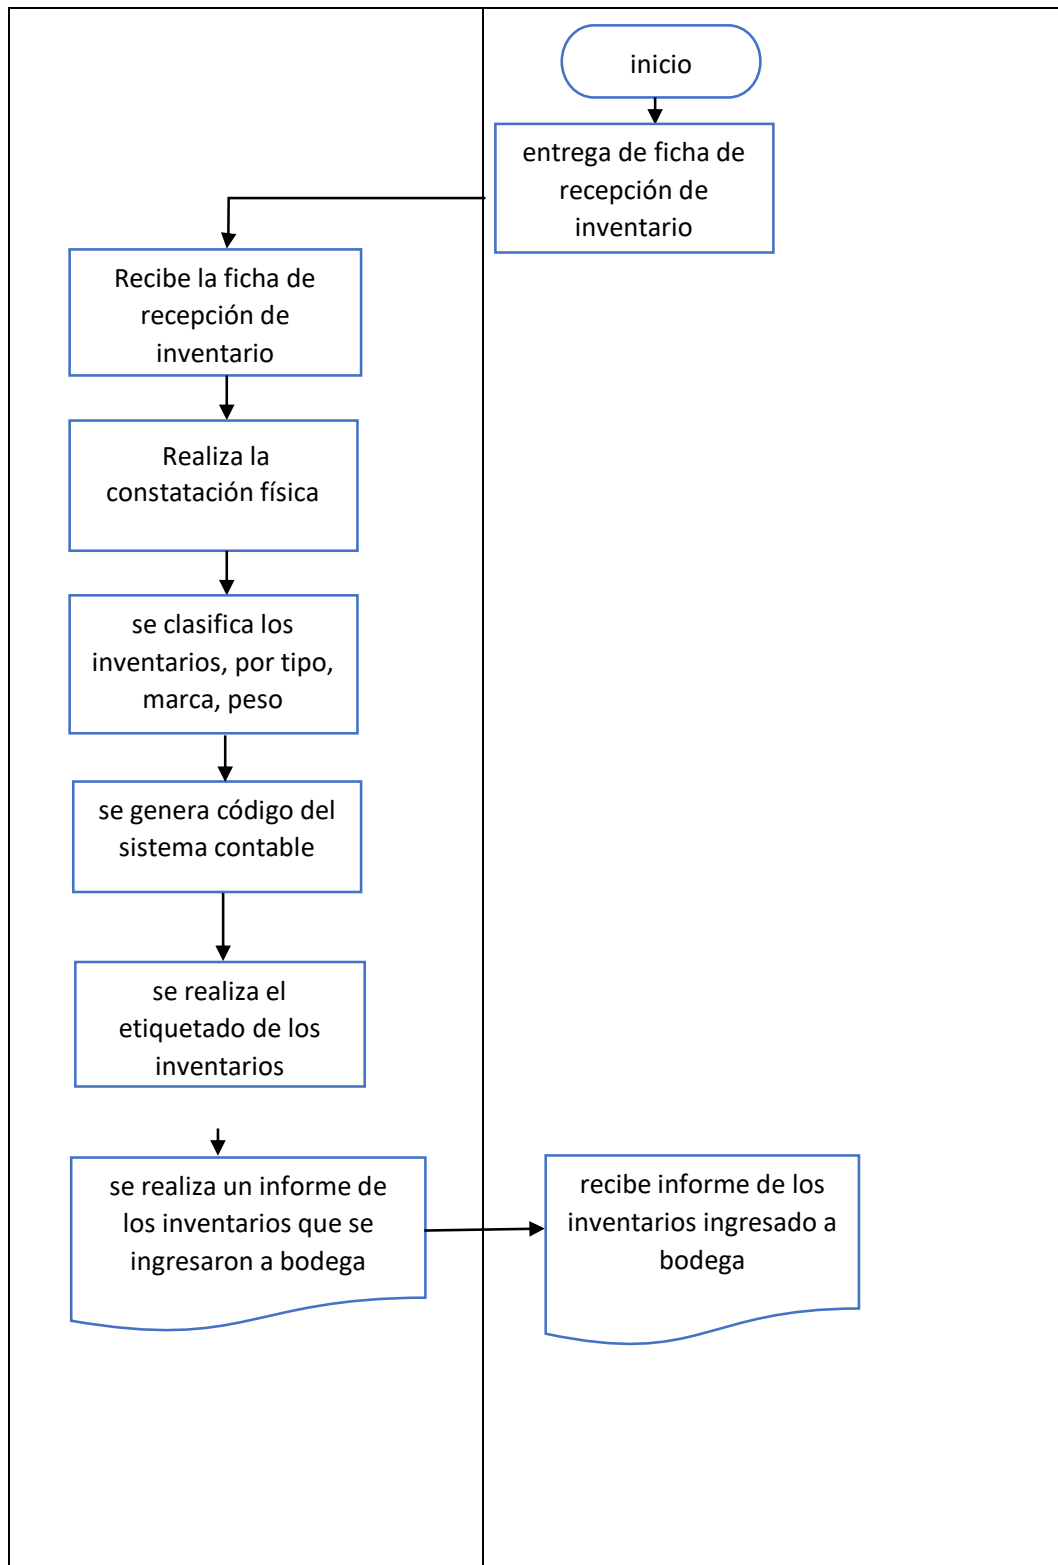 inicio
entrega de ficha de
recepción de
inventario
Recibe la ficha de
recepción de
inventario
Realiza la
constatación física
se clasifica los
inventarios, por tipo,
marca, peso
se genera código del
sistema contable
se realiza el
etiquetado de los
inventarios
se realiza un informe de
los inventarios que se
ingresaron a bodega
recibe informe de los
inventarios ingresado a
bodega